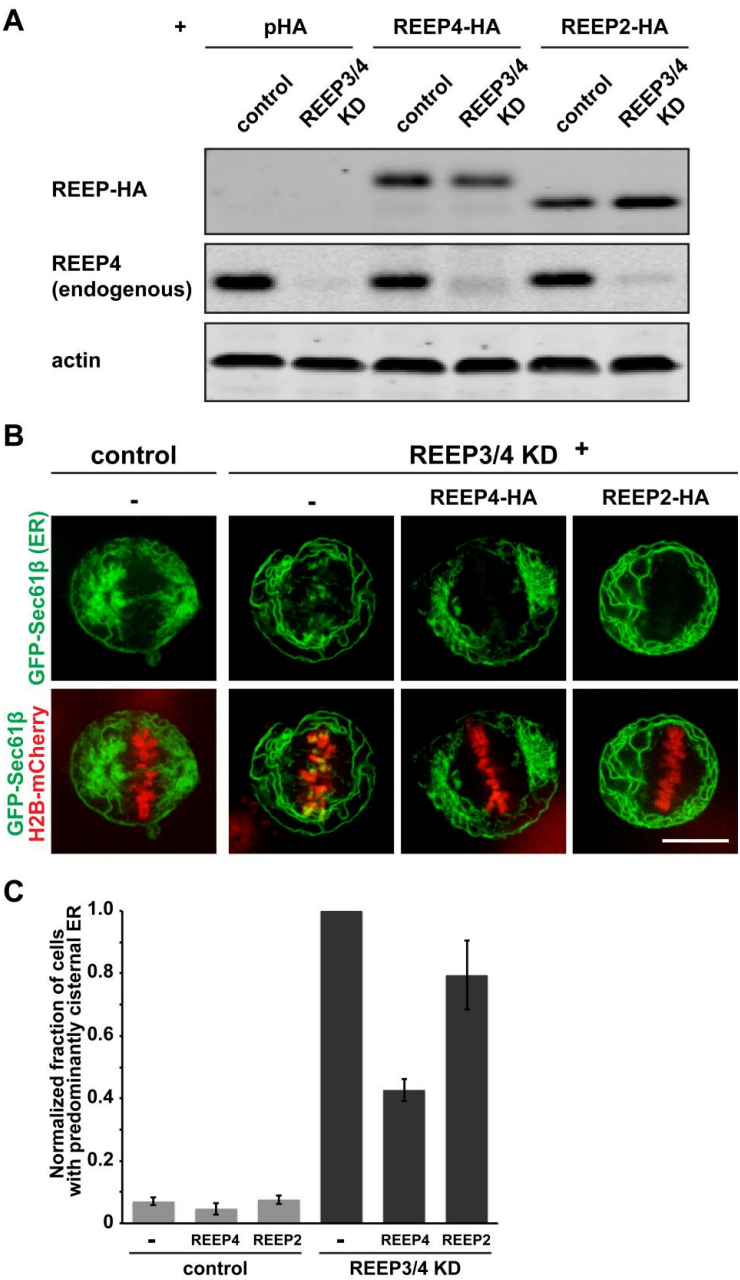 A
+ pHA REEP4-HA REEP2-HA
control REEP3/4 KD control REEP3/4 KD control REEP3/4 KD
REEP-HA
REEP4
(endogenous)
actin
B
control REEP3/4 KD +
- - REEP4-HA REEP2-HA
GFP-Sec61β (ER)
GFP-Sec61β
H2B-mCherry
C
Normalized fraction of cells
with predominantly cisternal ER
1.0
0.8
0.6
0.4
0.2
0
- REEP4 REEP2 - REEP4 REEP2
control REEP3/4 KD